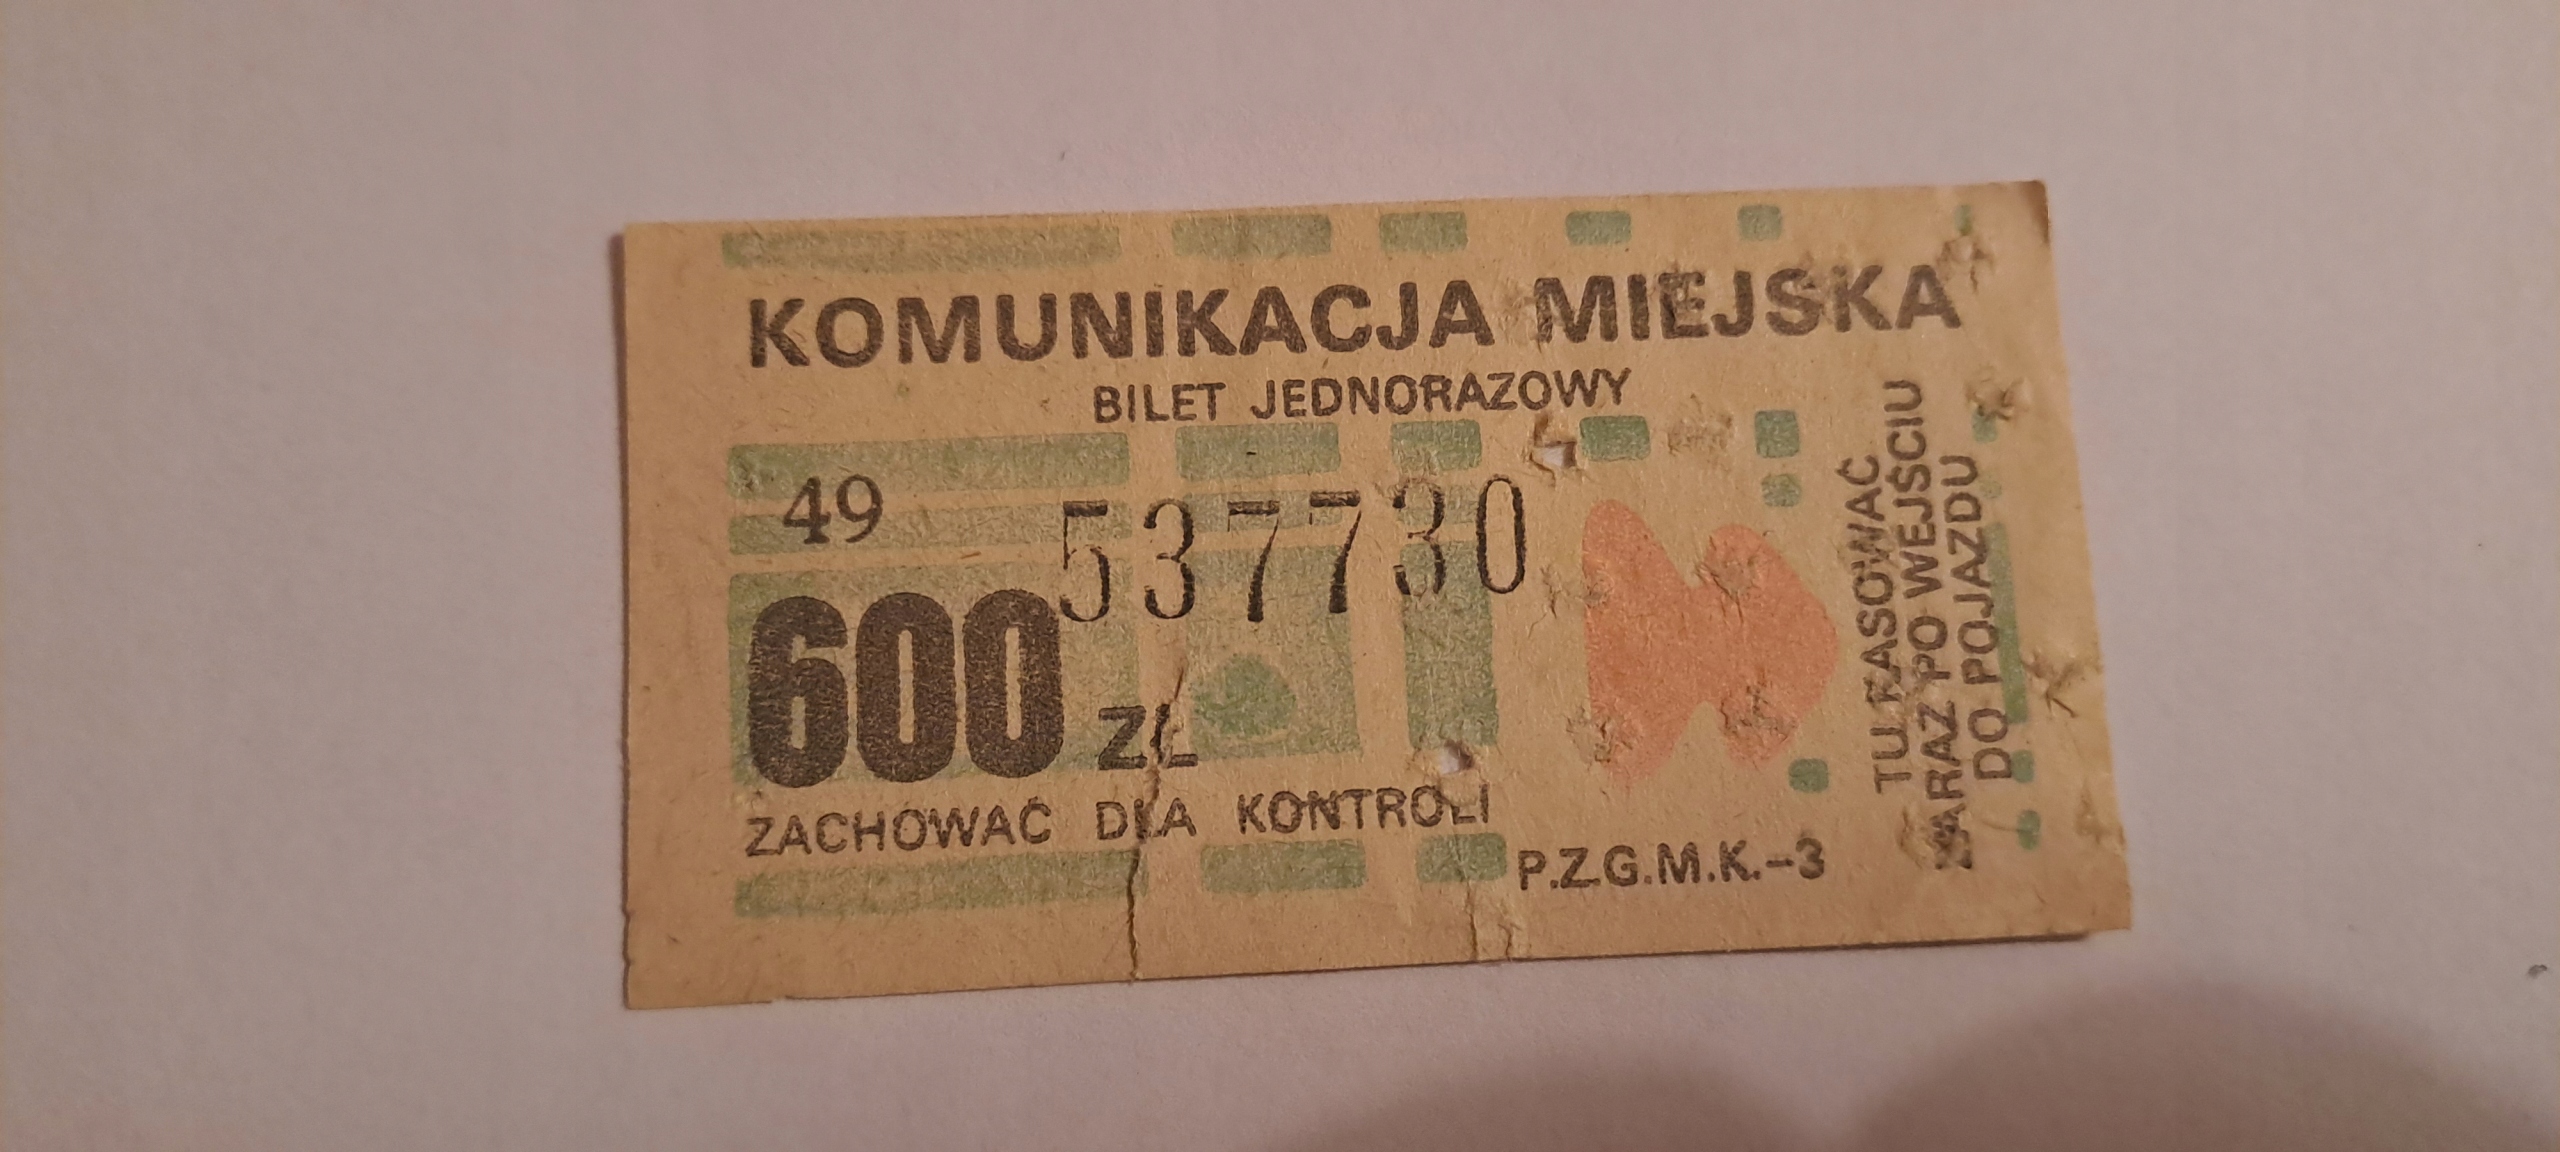 KOMUNIKACJA MIEJSKA
BILET JEDNORAZOWY
49
537730
600 ZŁ
ZACHOWAĆ DLA KONTROLI
P.Z.G.M.K.-3
TU KASOWAĆ
ZARAZ PO WEJŚCIU
DO POJAZDU